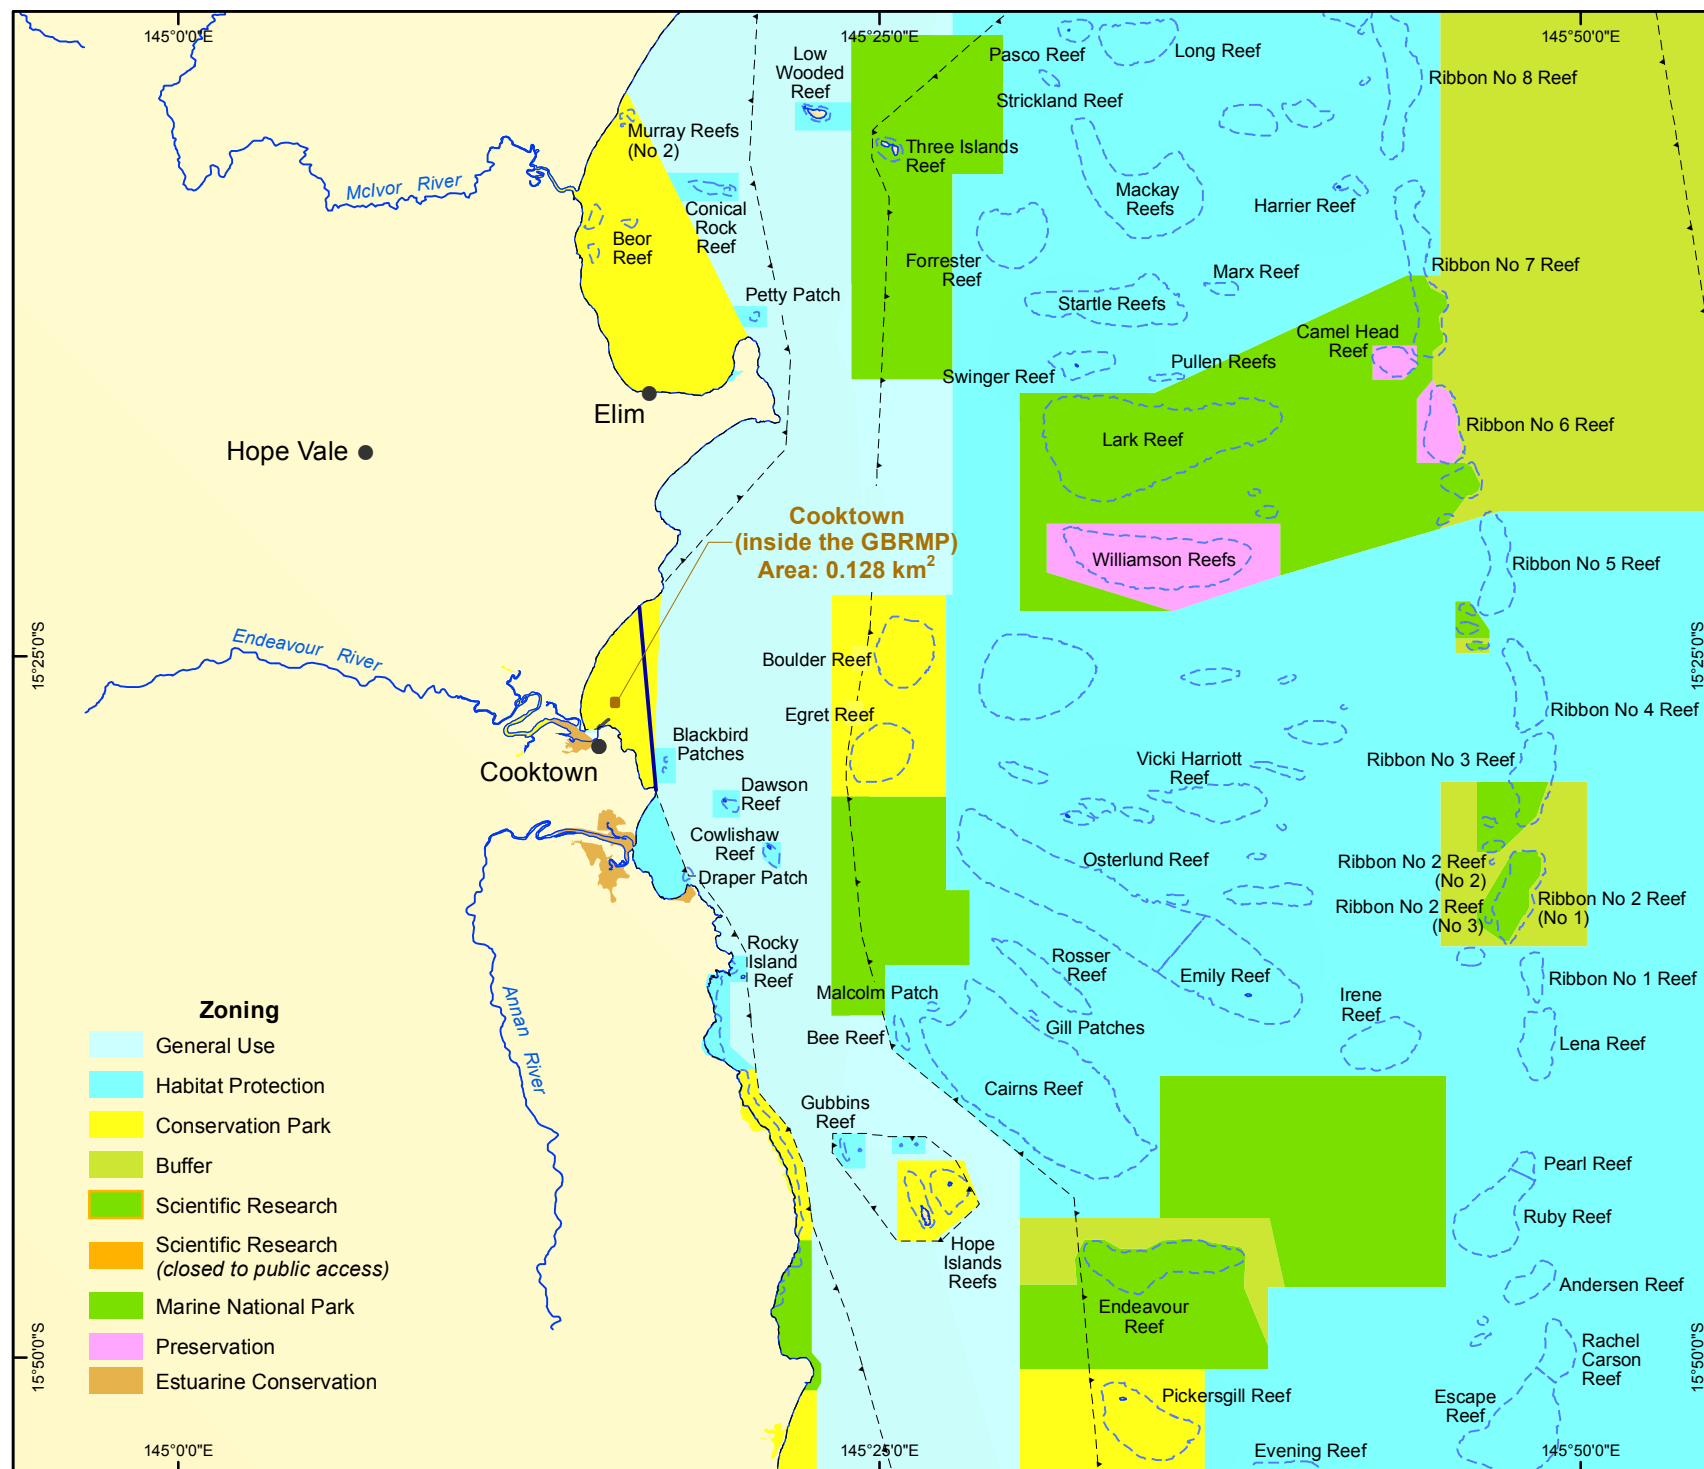 145°0'0"E
145°25'0"E
145°50'0"E
Low
Wooded
Reef
Pasco Reef
Long Reef
Ribbon No 8 Reef
Strickland Reef
Murray Reefs
(No 2)
Three Islands
Reef
McIvor River
Mackay
Reefs
Harrier Reef
Conical
Rock
Reef
Beor
Reef
Forrester
Reef
Marx Reef
Ribbon No 7 Reef
Petty Patch
Startle Reefs
Camel Head
Reef
Swinger Reef
Pullen Reefs
Elim
Lark Reef
Ribbon No 6 Reef
Hope Vale
Cooktown
(inside the GBRMP)
Area: 0.128 km2
Williamson Reefs
Ribbon No 5 Reef
15°25'0"S
15°25'0"S
Endeavour River
Boulder Reef
Egret Reef
Ribbon No 4 Reef
Blackbird
Patches
Cooktown
Vicki Harriott
Reef
Ribbon No 3 Reef
Dawson
Reef
Cowlishaw
Reef
Osterlund Reef
Ribbon No 2 Reef
(No 2)
Draper Patch
Ribbon No 2 Reef
(No 3)
Ribbon No 2 Reef
(No 1)
Rocky
Island
Reef
Rosser
Reef
Emily Reef
Ribbon No 1 Reef
Malcolm Patch
Irene
Reef
Gill Patches
Bee Reef
Lena Reef
Annan River
Cairns Reef
Gubbins
Reef
Pearl Reef
Ruby Reef
Hope
Islands
Reefs
Andersen Reef
Endeavour
Reef
Rachel
Carson
Reef
15°50'0"S
15°50'0"S
Pickersgill Reef
Escape
Reef
Evening Reef
Zoning
General Use
Habitat Protection
Conservation Park
Buffer
Scientific Research
Scientific Research
(closed to public access)
Marine National Park
Preservation
Estuarine Conservation
145°0'0"E
145°25'0"E
145°50'0"E